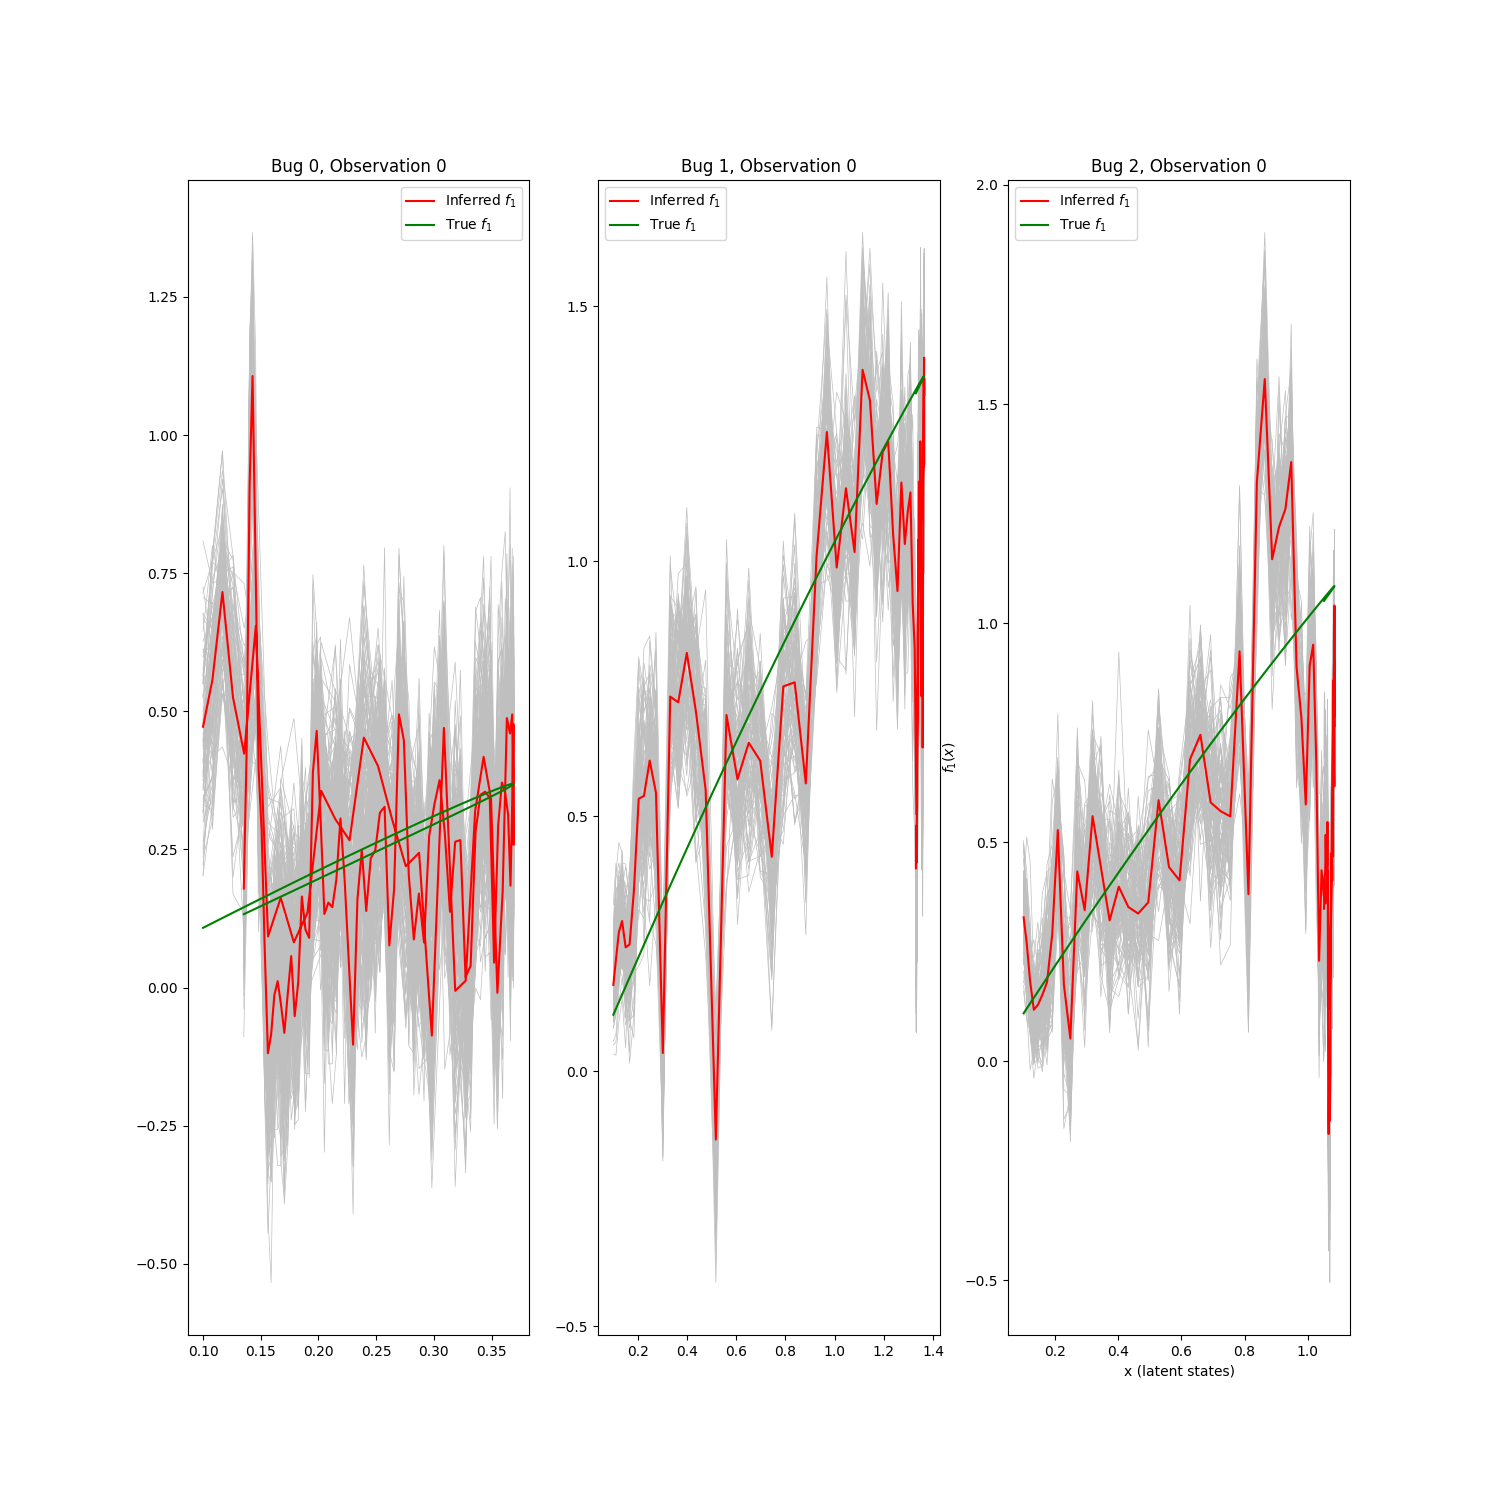 Bug 0, Observation 0
Inferred f₁
True f₁
1.25
1.00
0.75
0.50
0.25
0.00
−0.25
−0.50
0.10 0.15 0.20 0.25 0.30 0.35
Bug 1, Observation 0
Inferred f₁
True f₁
1.5
1.0
0.5
0.0
−0.5
0.2 0.4 0.6 0.8 1.0 1.2 1.4
Bug 2, Observation 0
Inferred f₁
True f₁
f₁(x)
2.0
1.5
1.0
0.5
0.0
−0.5
0.2 0.4 0.6 0.8 1.0
x (latent states)